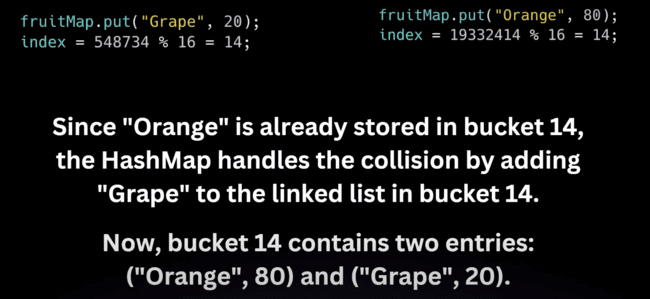 fruitMap.put("Grape", 20);
index = 548734 % 16 = 14;
fruitMap.put("Orange", 80);
index = 19332414 % 16 = 14;
Since "Orange" is already stored in bucket 14,
the HashMap handles the collision by adding
"Grape" to the linked list in bucket 14.
Now, bucket 14 contains two entries:
("Orange", 80) and ("Grape", 20).